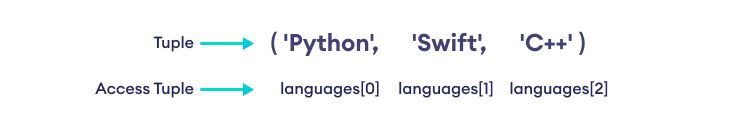 Tuple ( 'Python', 'Swift', 'C++' )
Access Tuple languages[0] languages[1] languages[2]